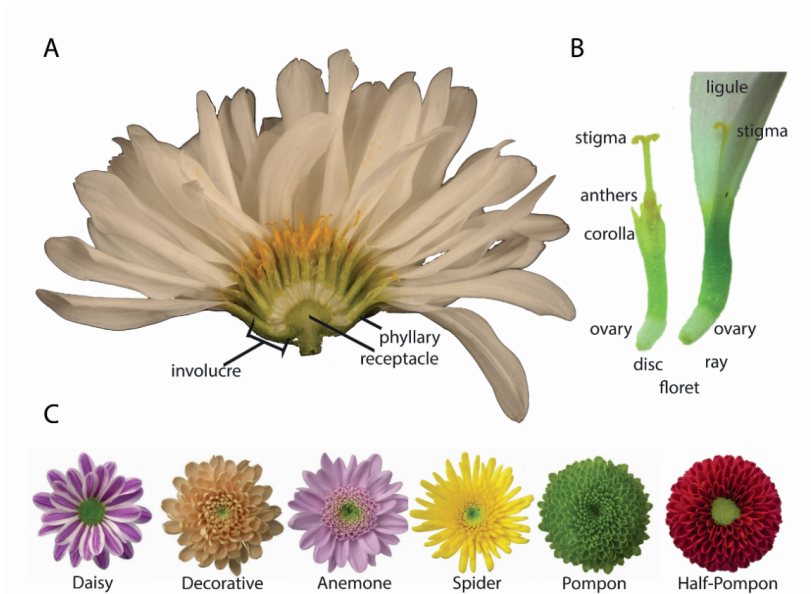 A
involucre
phyllary
receptacle
B
ligule
stigma
stigma
anthers
corolla
ovary
ovary
disc
ray
floret
C
Daisy
Decorative
Anemone
Spider
Pompon
Half-Pompon